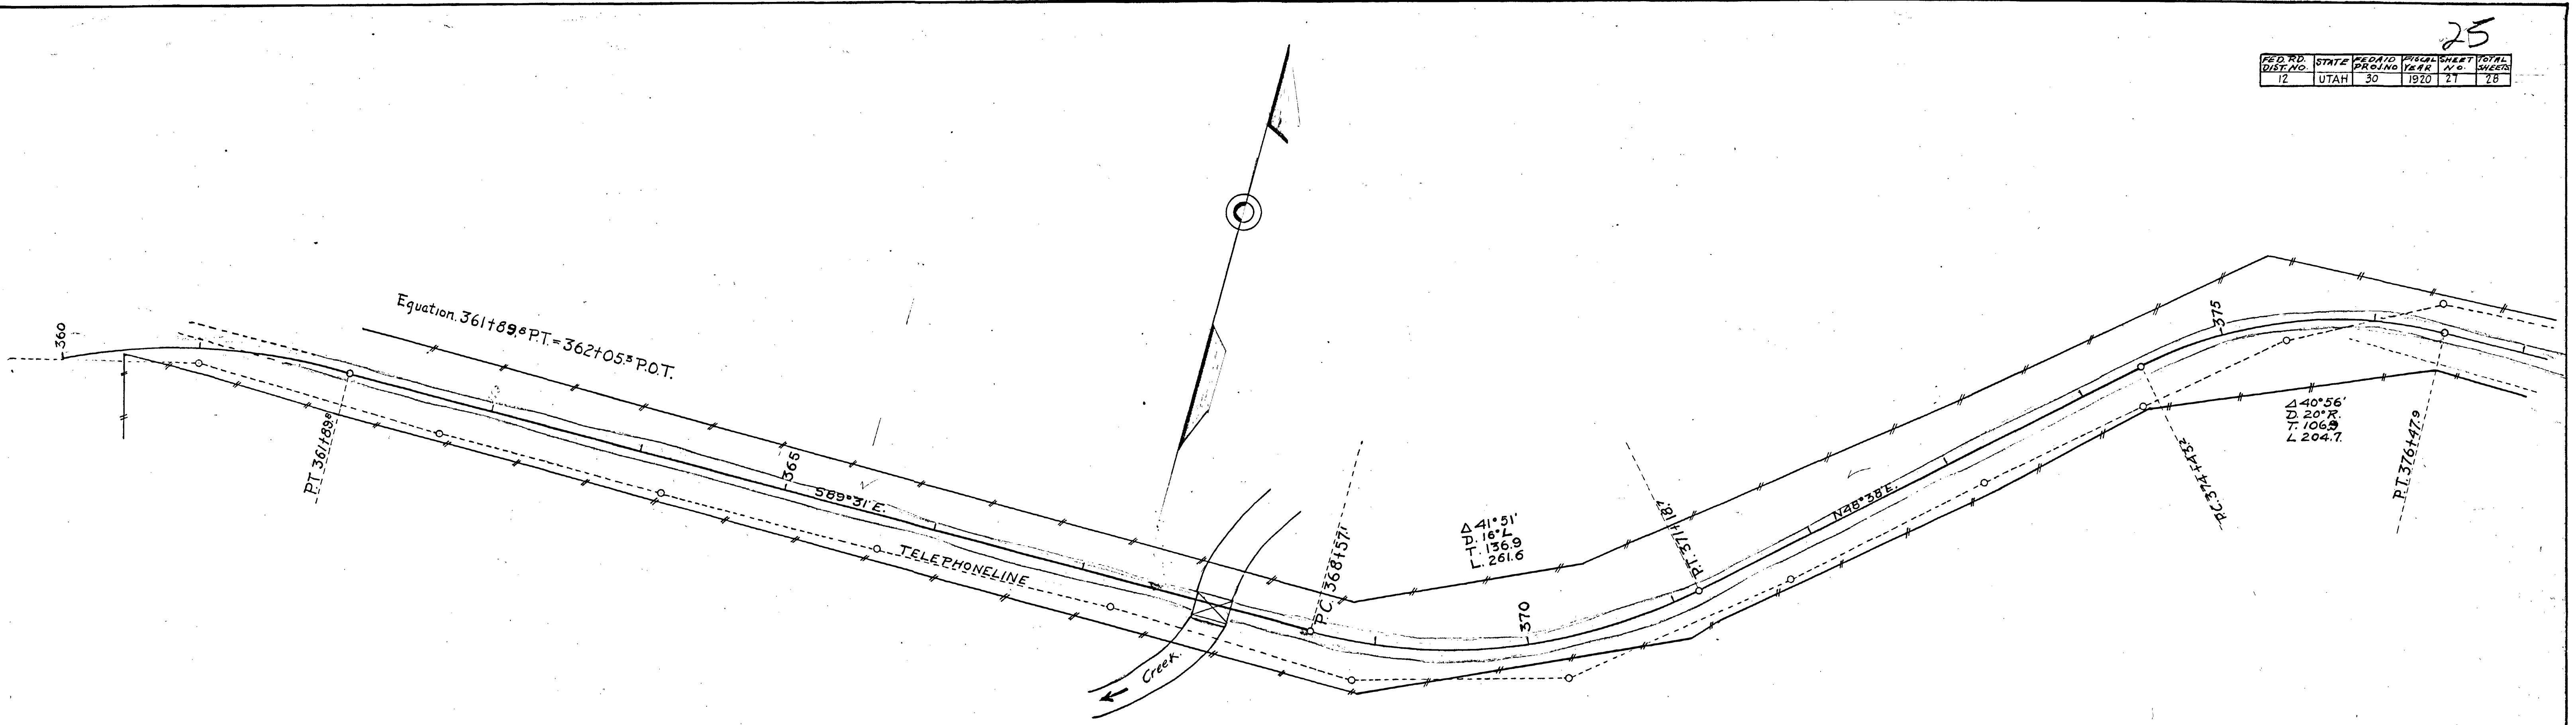 25
FED. RD. DIST. NO. STATE FED AID PROJ. NO FISCAL YEAR SHEET NO. TOTAL SHEETS
12 UTAH 30 1920 27 28
360
Equation. 361+89.8 P.T. = 362+05.3 P.O.T.
P.T. 361+89.8
365
S89°31'E.
TELEPHONE LINE
Creek.
P.C. 368+57.1
Δ 41°51'
D. 16° L
T. 136.9
L. 261.6
370
P.T. 371+18.7
N48°38'E.
P.C. 374+43.2
375
Δ 40°56'
D. 20° R.
T. 106.9
L 204.7
P.T. 376+47.9